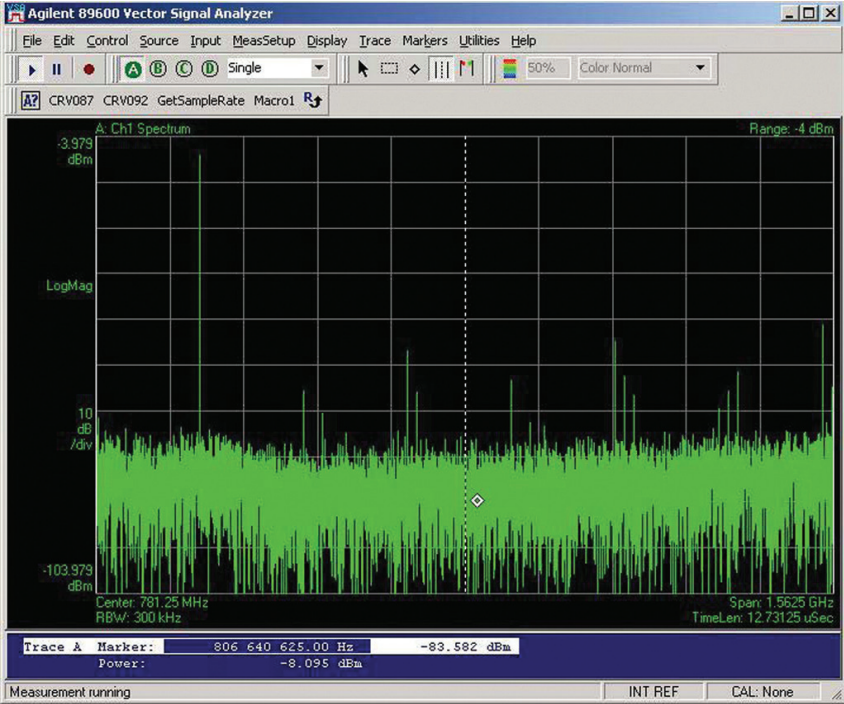 VSA
Agilent 89600 Vector Signal Analyzer
File Edit Control Source Input MeasSetup Display Trace Markers Utilities Help
A B C D Single 50% Color Normal
A? CRV087 CRV092 GetSampleRate Macro1 R
A: Ch1 Spectrum Range: -4 dBm
-3.979
dBm
LogMag
10
dB
/div
-103.979
dBm
Center: 781.25 MHz Span: 1.5625 GHz
RBW: 300 kHz TimeLen: 12.73125 uSec
Trace A Marker: 806 640 625.00 Hz -83.582 dBm
Power: -8.095 dBm
Measurement running INT REF CAL: None